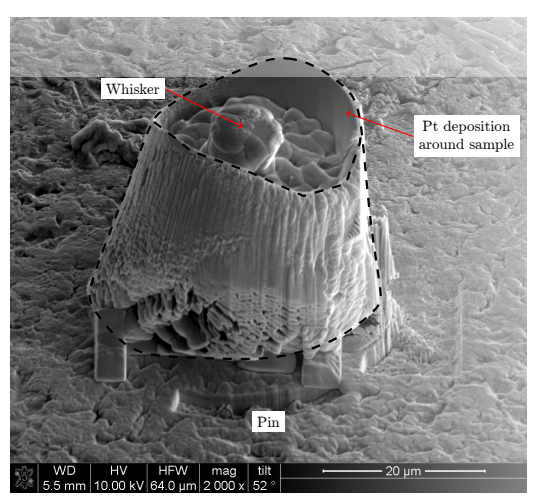 Whisker
Pt deposition
around sample
Pin
WD HV HFW mag tilt
5.5 mm 10.00 kV 64.0 µm 2 000 x 52 ° 20 µm